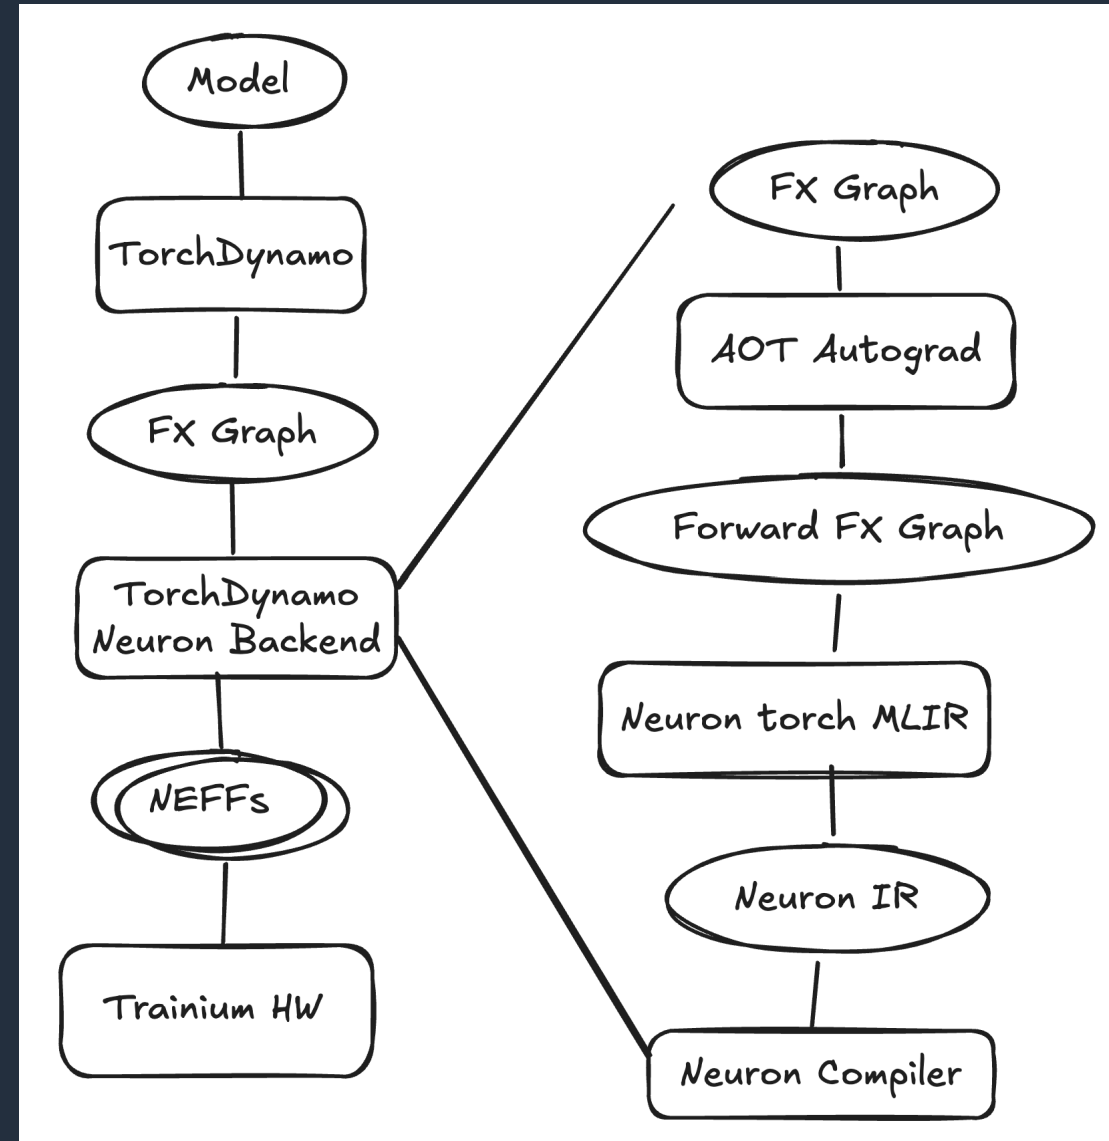 Model
TorchDynamo
FX Graph
TorchDynamo
Neuron Backend
NEFFs
Trainium HW
FX Graph
AOT Autograd
Forward FX Graph
Neuron torch MLIR
Neuron IR
Neuron Compiler